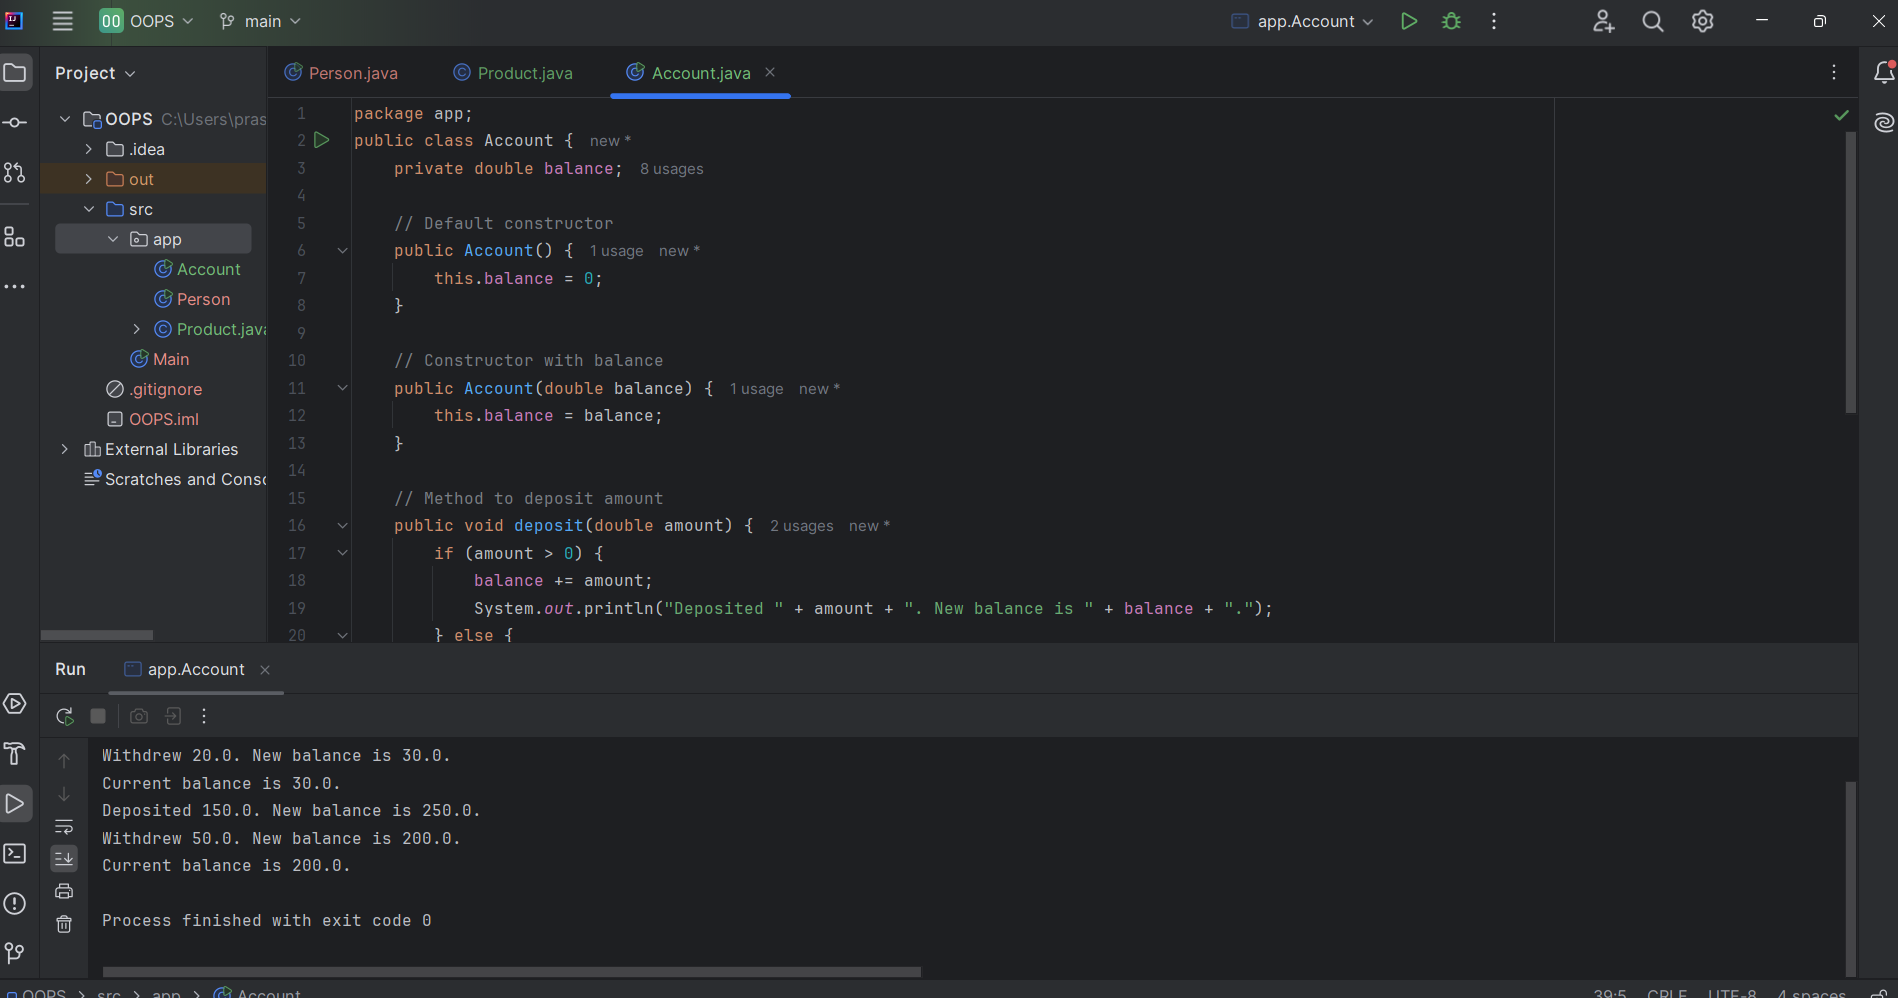 OOPS main app.Account
Project
Person.java Product.java Account.java
OOPS C:\Users\pras
.idea
out
src
app
Account
Person
Product.java
Main
.gitignore
OOPS.iml
External Libraries
Scratches and Conso
1 package app;
2 public class Account { new *
3 private double balance; 8 usages
4
5 // Default constructor
6 public Account() { 1 usage new *
7 this.balance = 0;
8 }
9
10 // Constructor with balance
11 public Account(double balance) { 1 usage new *
12 this.balance = balance;
13 }
14
15 // Method to deposit amount
16 public void deposit(double amount) { 2 usages new *
17 if (amount > 0) {
18 balance += amount;
19 System.out.println("Deposited " + amount + ". New balance is " + balance + ".");
20 } else {
Run app.Account
Withdrew 20.0. New balance is 30.0.
Current balance is 30.0.
Deposited 150.0. New balance is 250.0.
Withdrew 50.0. New balance is 200.0.
Current balance is 200.0.
Process finished with exit code 0
OOPS > src > app > Account 39:5 CRLF UTF-8 4 spaces